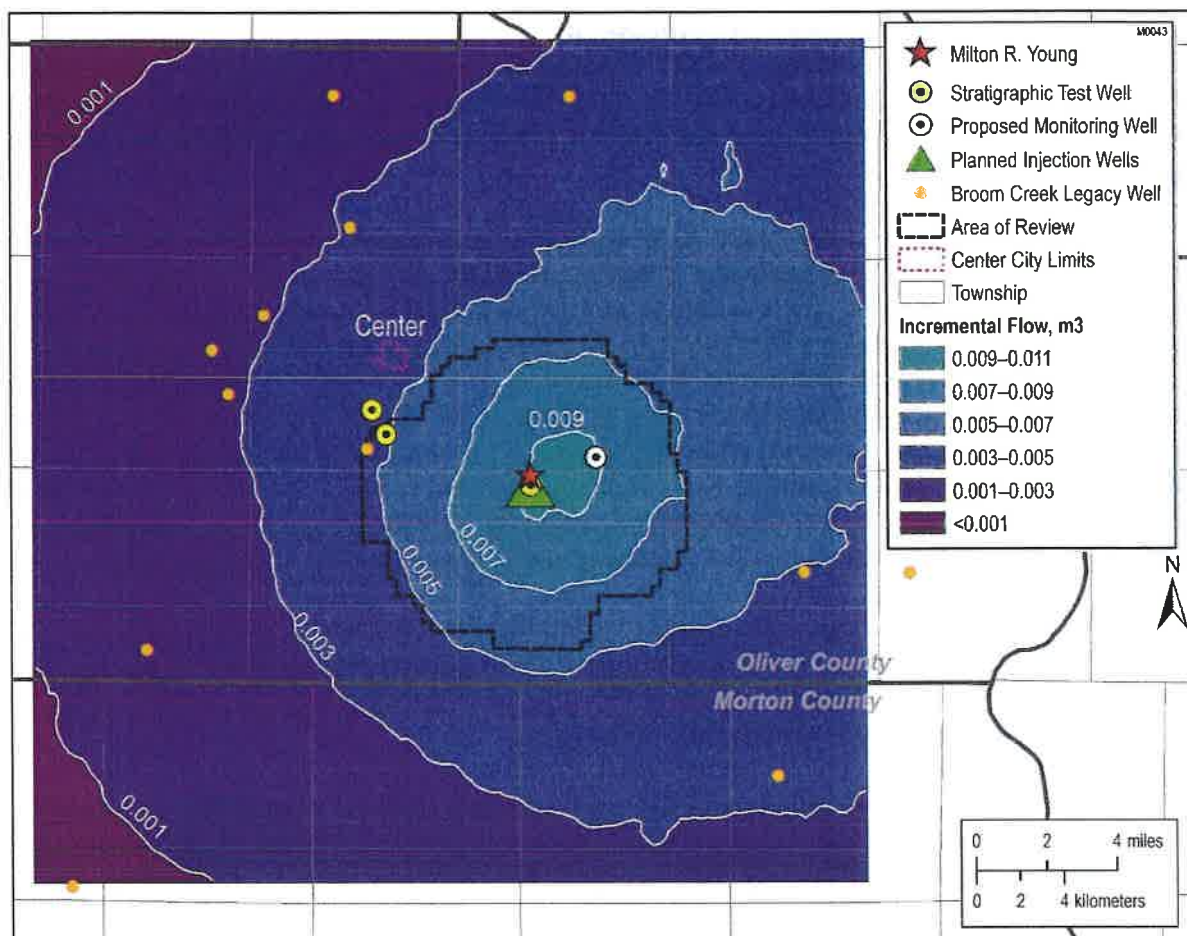 M0043
Milton R. Young
Stratigraphic Test Well
Proposed Monitoring Well
Planned Injection Wells
Broom Creek Legacy Well
Area of Review
Center City Limits
Township
Incremental Flow, m3
0.009–0.011
0.007–0.009
0.005–0.007
0.003–0.005
0.001–0.003
<0.001
0.001
Center
0.009
0.007
0.005
0.003
Oliver County
Morton County
0.001
N
0 2 4 miles
0 2 4 kilometers